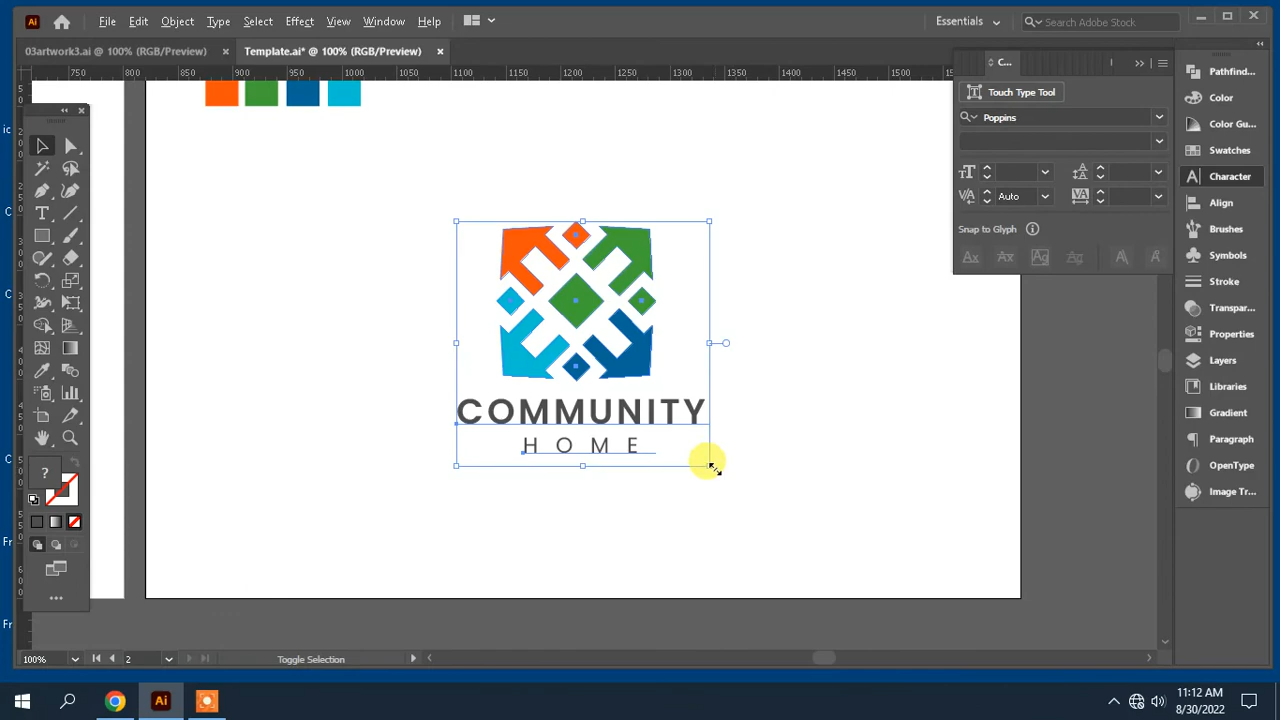 Ai File Edit Object Type Select Effect View Window Help Essentials Search Adobe Stock
03artwork3.ai @ 100% (RGB/Preview) × Template.ai* @ 100% (RGB/Preview) ×
750 800 850 900 950 1000 1050 1100 1150 1200 1250 1300 1350 1400 1450 1500
C...
Touch Type Tool
Poppins
Auto
Snap to Glyph
Pathfind...
Color
Color Gu...
Swatches
Character
Align
Brushes
Symbols
Stroke
Transpar...
Properties
Layers
Libraries
Gradient
Paragraph
OpenType
Image Tr...
COMMUNITY
HOME
?
100% 2 Toggle Selection
Ai
11:12 AM
8/30/2022